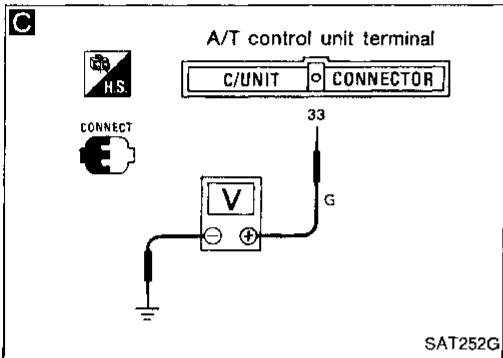 C
A/T control unit terminal
H.S.
C/UNIT CONNECTOR
CONNECT
33
G
V
SAT252G